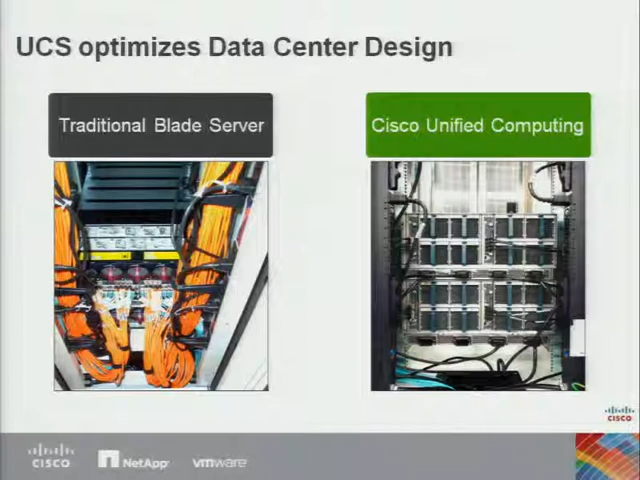 UCS optimizes Data Center Design
Traditional Blade Server
Cisco Unified Computing
CISCO
CISCO
NetApp
vmware